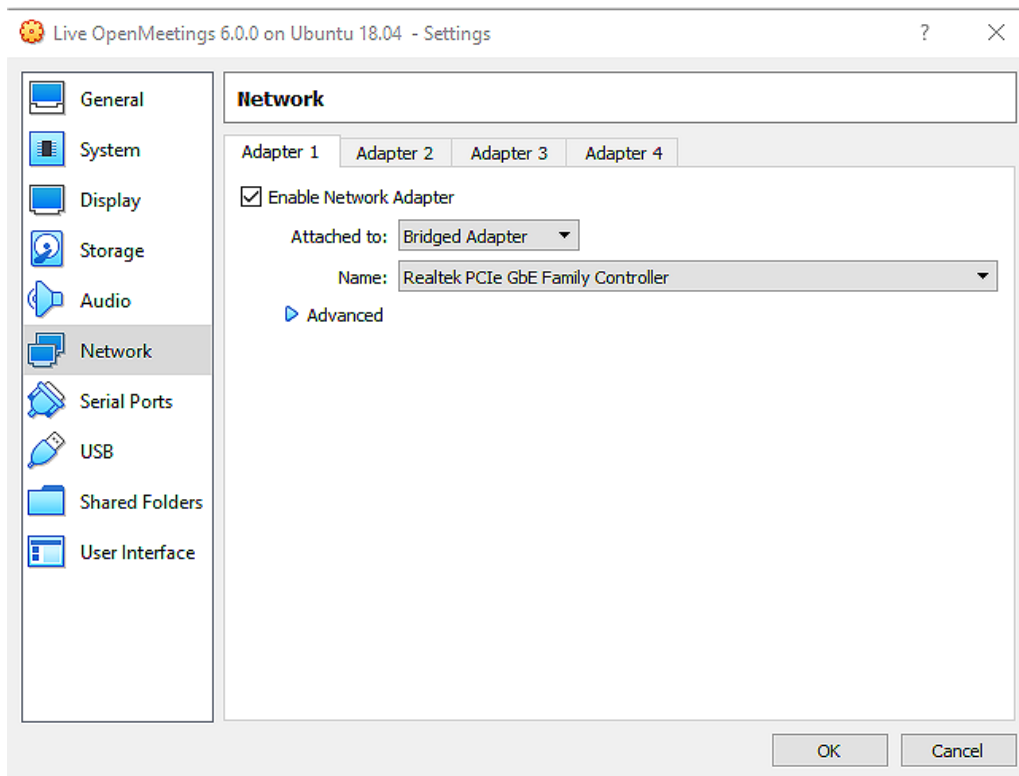 Live OpenMeetings 6.0.0 on Ubuntu 18.04 - Settings
?
General
System
Display
Storage
Audio
Network
Serial Ports
USB
Shared Folders
User Interface
Network
Adapter 1
Adapter 2
Adapter 3
Adapter 4
Enable Network Adapter
Attached to: Bridged Adapter
Name: Realtek PCIe GbE Family Controller
Advanced
OK
Cancel